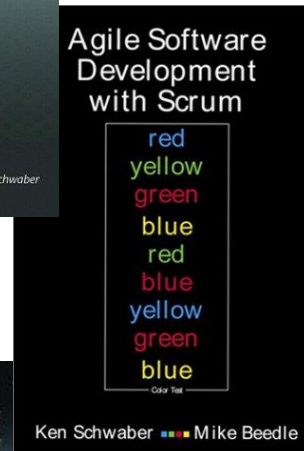 chwaber
Agile Software
Development
with Scrum
red
yellow
green
blue
red
blue
yellow
green
blue
Color Test
Ken Schwaber Mike Beedle